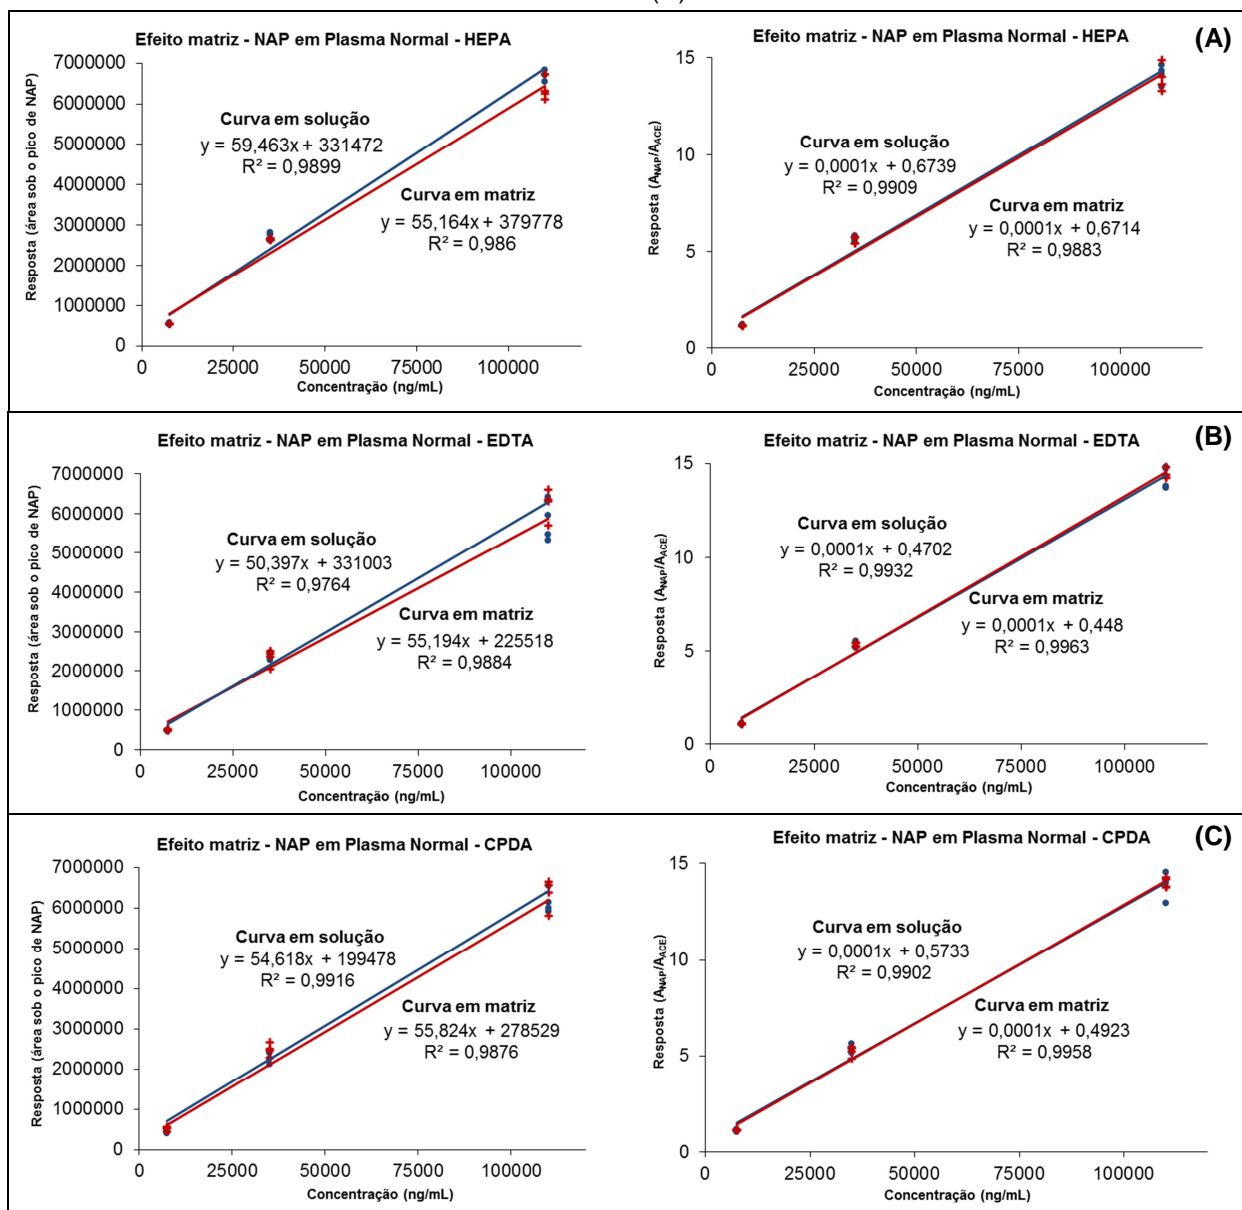 Efeito matriz - NAP em Plasma Normal - HEPA
7000000
6000000
5000000
4000000
3000000
2000000
1000000
0
Resposta (área sob o pico de NAP)
Curva em solução
y = 59,463x + 331472
R² = 0,9899
Curva em matriz
y = 55,164x + 379778
R² = 0,986
0 25000 50000 75000 100000
Concentração (ng/mL)
Efeito matriz - NAP em Plasma Normal - HEPA
(A)
15
10
5
0
Resposta (ANAP/AACE)
Curva em solução
y = 0,0001x + 0,6739
R² = 0,9909
Curva em matriz
y = 0,0001x + 0,6714
R² = 0,9883
0 25000 50000 75000 100000
Concentração (ng/mL)
Efeito matriz - NAP em Plasma Normal - EDTA
7000000
6000000
5000000
4000000
3000000
2000000
1000000
0
Resposta (área sob o pico de NAP)
Curva em solução
y = 50,397x + 331003
R² = 0,9764
Curva em matriz
y = 55,194x + 225518
R² = 0,9884
0 25000 50000 75000 100000
Concentração (ng/mL)
Efeito matriz - NAP em Plasma Normal - EDTA
(B)
15
10
5
0
Resposta (ANAP/AACE)
Curva em solução
y = 0,0001x + 0,4702
R² = 0,9932
Curva em matriz
y = 0,0001x + 0,448
R² = 0,9963
0 25000 50000 75000 100000
Concentração (ng/mL)
Efeito matriz - NAP em Plasma Normal - CPDA
7000000
6000000
5000000
4000000
3000000
2000000
1000000
0
Resposta (área sob o pico de NAP)
Curva em solução
y = 54,618x + 199478
R² = 0,9916
Curva em matriz
y = 55,824x + 278529
R² = 0,9876
0 25000 50000 75000 100000
Concentração (ng/mL)
Efeito matriz - NAP em Plasma Normal - CPDA
(C)
15
10
5
0
Resposta (ANAP/AACE)
Curva em solução
y = 0,0001x + 0,5733
R² = 0,9902
Curva em matriz
y = 0,0001x + 0,4923
R² = 0,9958
0 25000 50000 75000 100000
Concentração (ng/mL)